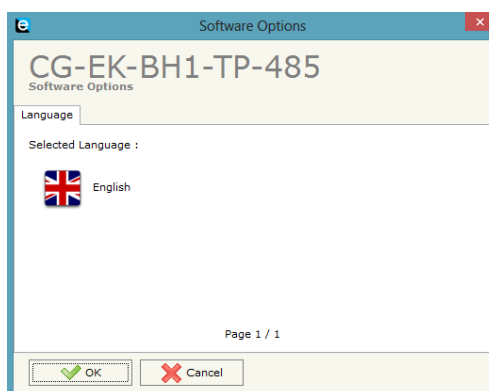 Software Options
CG-EK-BH1-TP-485
Software Options
Language
Selected Language :
English
Page 1 / 1
OK
Cancel